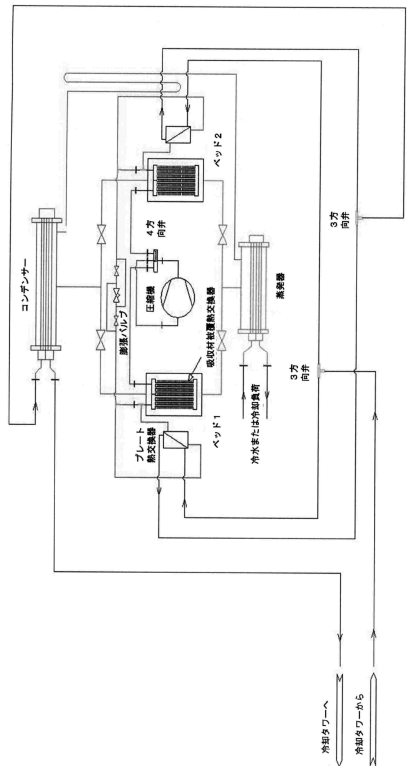 コンデンサー
膨張バルブ
圧縮機
4方
向弁
ベッド2
プレート
熱交換器
ベッド1
吸収材被覆熱交換器
蒸発器
冷水または冷却負荷
3方
向弁
3方
向弁
冷却タワーへ
冷却タワーから